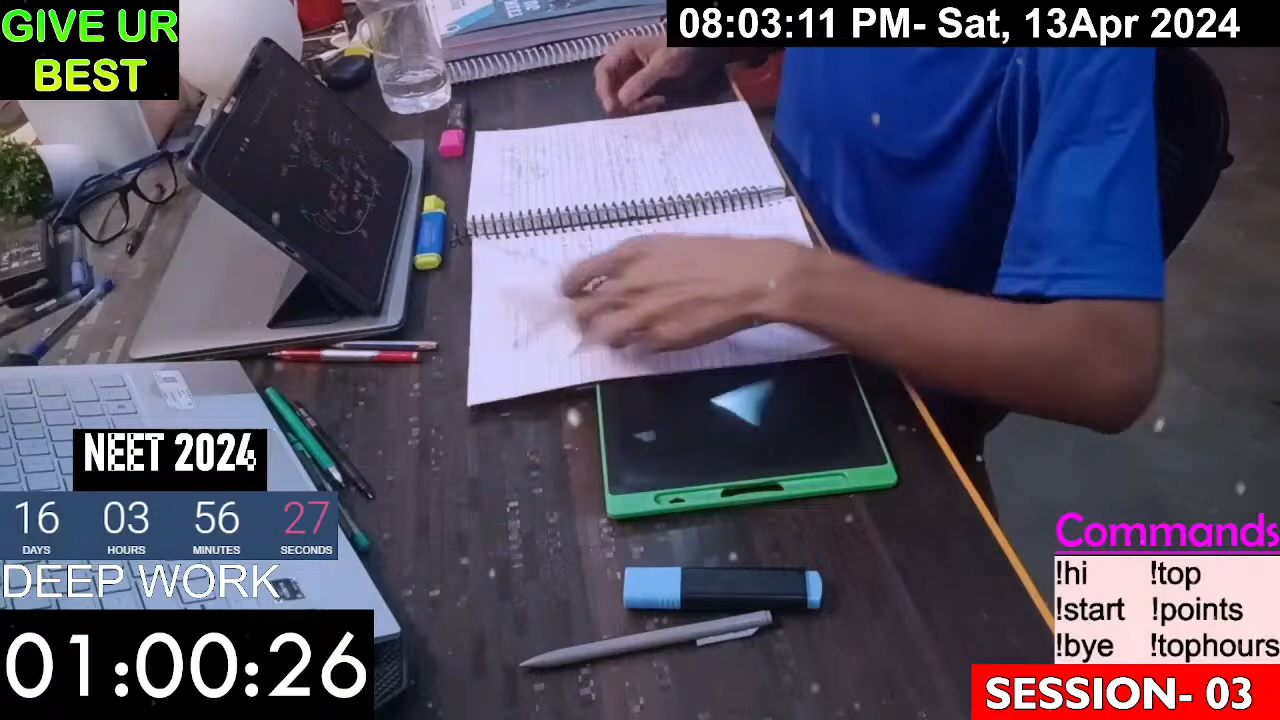 GIVE UR
BEST
08:03:11 PM- Sat, 13Apr 2024
NEET 2024
16 03 56 27
DAYS HOURS MINUTES SECONDS
DEEP WORK
01:00:26
Commands
!hi !top
!start !points
!bye !tophours
SESSION- 03